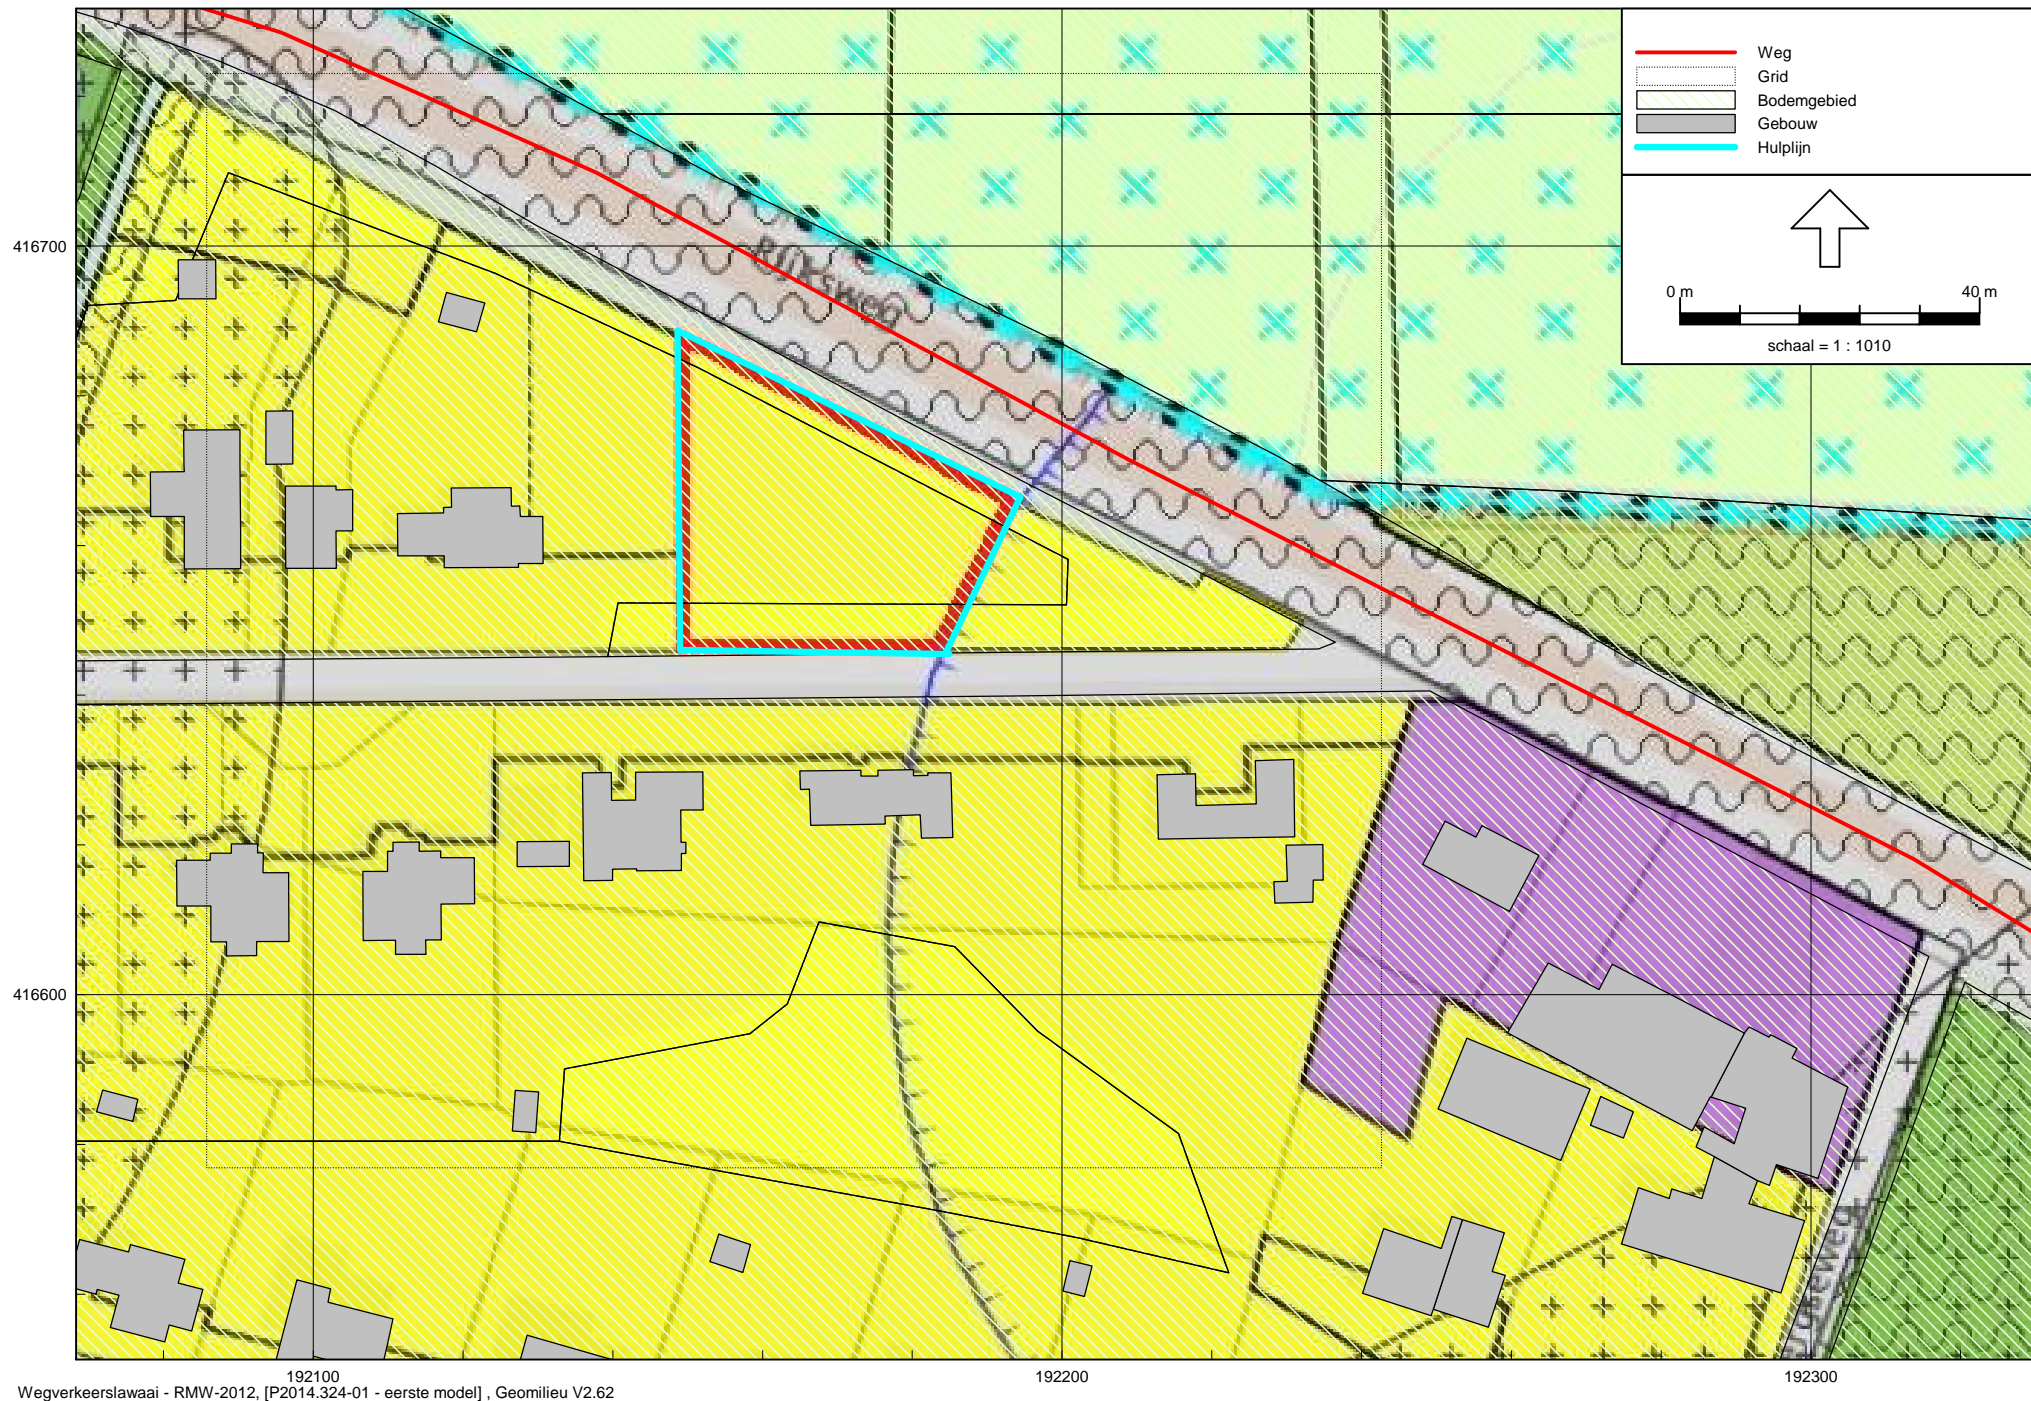 Weg
Grid
Bodemgebied
Gebouw
Hulplijn
0 m 40 m
schaal = 1 : 1010
416700
416600
192100 192200 192300
Wegverkeerslawaai - RMW-2012, [P2014.324-01 - eerste model] , Geomilieu V2.62